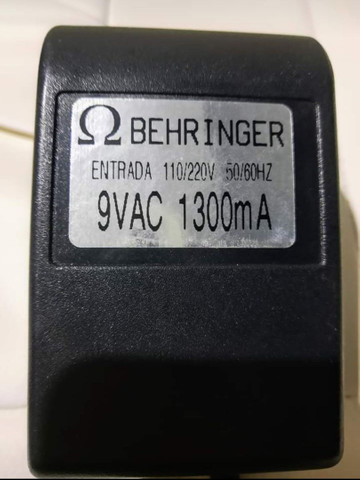 Ω BEHRINGER
ENTRADA 110/220V 50/60HZ
9VAC 1300mA